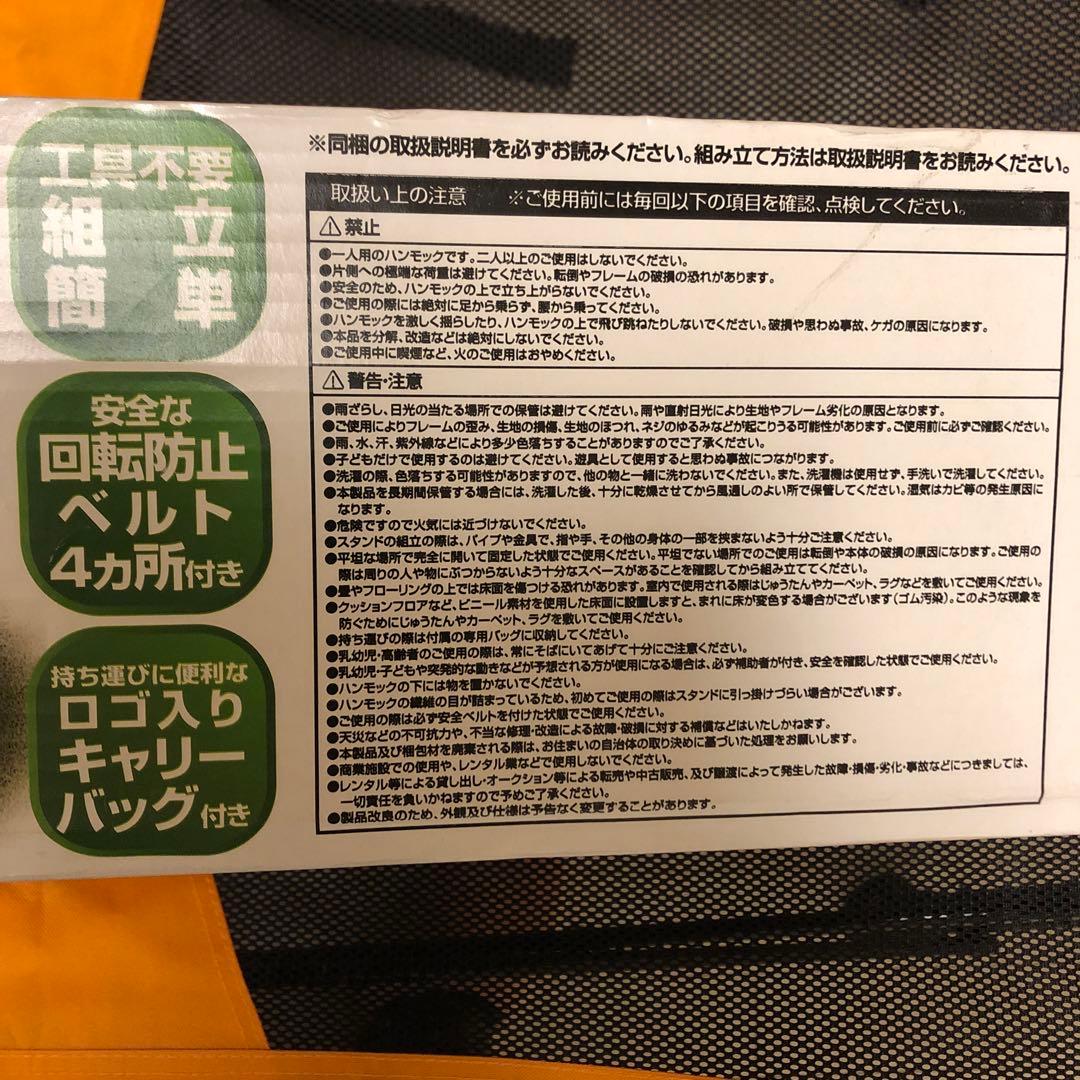 工具不要
組立
簡単
安全な
回転防止
ベルト
4カ所付き
持ち運びに便利な
ロゴ入り
キャリー
バッグ付き
※同梱の取扱説明書を必ずお読みください。組み立て方法は取扱説明書をお読みください。
取扱い上の注意 ※ご使用前には毎回以下の項目を確認、点検してください。
⚠禁止
●一人用のハンモックです。二人以上のご使用はしないでください。
●片側への極端な荷重は避けてください。転倒やフレームの破損の恐れがあります。
●安全のため、ハンモックの上で立ち上がらないでください。
●ご使用の際には絶対に足から乗らず、腰から乗ってください。
●ハンモックを激しく揺らしたり、ハンモックの上で飛び跳ねたりしないでください。破損や思わぬ事故、ケガの原因になります。
●本品を分解、改造などは絶対にしないでください。
●ご使用中に喫煙など、火のご使用はおやめください。
⚠警告・注意
●雨ざらし、日光の当たる場所での保管は避けてください。雨や直射日光により生地やフレーム劣化の原因となります。
●ご使用によりフレームの歪み、生地の損傷、生地のほつれ、ネジのゆるみなどが起こりうる可能性があります。ご使用前に必ずご確認ください。
●雨、水、汗、紫外線などにより多少色落ちすることがありますのでご了承ください。
●子どもだけで使用するのは避けてください。遊具として使用すると思わぬ事故につながります。
●洗濯の際、色落ちする可能性がありますので、他の物と一緒に洗わないでください。また、洗濯機は使用せず、手洗いで洗濯してください。
●本製品を長期間保管する場合には、洗濯した後、十分に乾燥させてから風通しのよい所で保管してください。湿気はカビ等の発生原因に
なります。
●危険ですので火気には近づけないでください。
●スタンドの組立の際は、パイプや金具で、指や手、その他の身体の一部を挟まないよう十分ご注意ください。
●平坦な場所で完全に開いて固定した状態でご使用ください。平坦でない場所でのご使用は転倒や本体の破損の原因になります。ご使用の
際は周りの人や物にぶつからないよう十分なスペースがあることを確認してから組み立ててください。
●畳やフローリングの上では床面を傷つける恐れがあります。室内で使用される際はじゅうたんやカーペット、ラグなどを敷いてご使用ください。
●クッションフロアなど、ビニール素材を使用した床面に設置しますと、まれに床が変色する場合がございます(ゴム汚染)。このような現象を
防ぐためにじゅうたんやカーペット、ラグを敷いてご使用ください。
●持ち運びの際は付属の専用バッグに収納してください。
●乳幼児・高齢者のご使用の際は、常にそばにいてあげて十分にご注意ください。
●乳幼児・子どもや突発的な動きなどが予想される方が使用になる場合は、必ず補助者が付き、安全を確認した状態でご使用ください。
●ハンモックの下には物を置かないでください。
●ハンモックの繊維の目が詰まっているため、初めてご使用の際はスタンドに引っ掛けづらい場合がございます。
●ご使用の際は必ず安全ベルトを付けた状態でご使用ください。
●天災などの不可抗力や、不当な修理・改造による故障・破損に対する補償などはいたしかねます。
●本製品及び梱包材を廃棄される際は、お住まいの自治体の取り決めに基づいた処理をお願いします。
●商業施設での使用や、レンタル業などで使用しないでください。
●レンタル等による貸し出し・オークション等による転売や中古販売、及び譲渡によって発生した故障・損傷・劣化・事故などにつきましては、
一切責任を負いかねますので予めご了承ください。
●製品改良のため、外観及び仕様は予告なく変更することがあります。